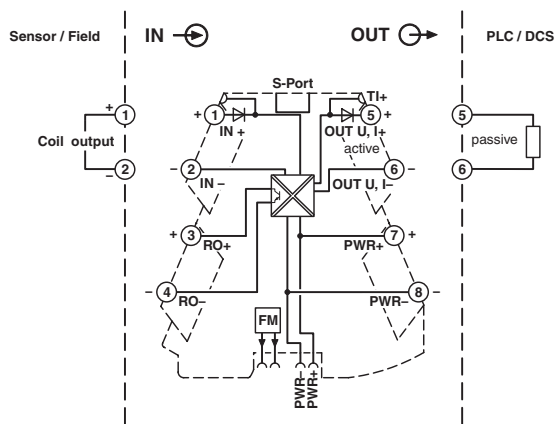 Sensor / Field
IN
OUT
PLC / DCS
S-Port
TI+
+
1
+
1
5
+
5
IN +
OUT U, I+
Coil output
active
passive
2
−
−
2
6
−
6
IN −
OUT U, I−
+
3
7
+
RO+
PWR+
−
4
8
−
RO−
PWR−
FM
PWR−
PWR+